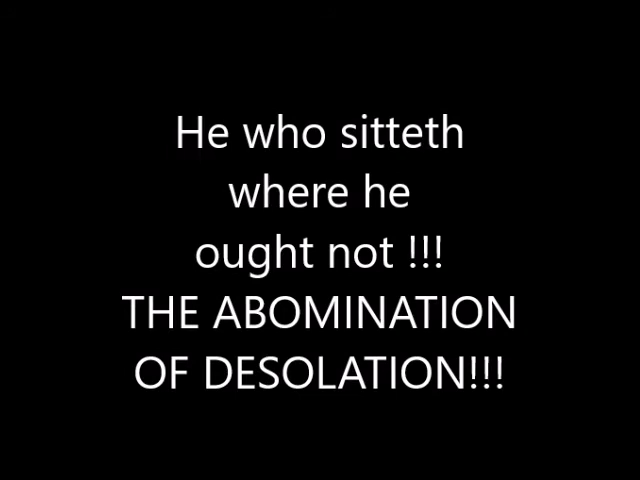 He who sitteth
where he
ought not !!!
THE ABOMINATION
OF DESOLATION!!!